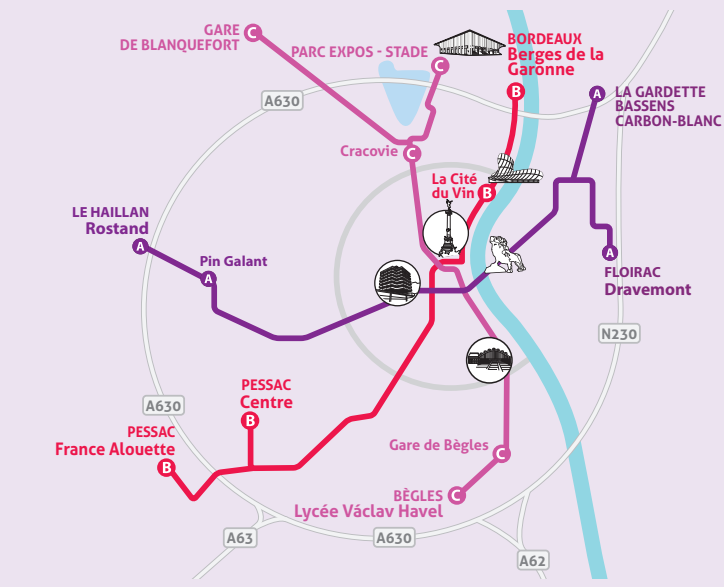 GARE
DE BLANQUEFORT
C
PARC EXPOS - STADE
C
BORDEAUX
Berges de la
Garonne
B
A
LA GARDETTE
BASSENS
CARBON-BLANC
A630
Cracovie
C
La Cité
du Vin
B
LE HAILLAN
Rostand
A
Pin Galant
A
A
FLOIRAC
Dravemont
N230
PESSAC
Centre
B
A630
PESSAC
France Alouette
B
Gare de Bègles
C
BÈGLES
C
Lycée Václav Havel
A63
A630
A62